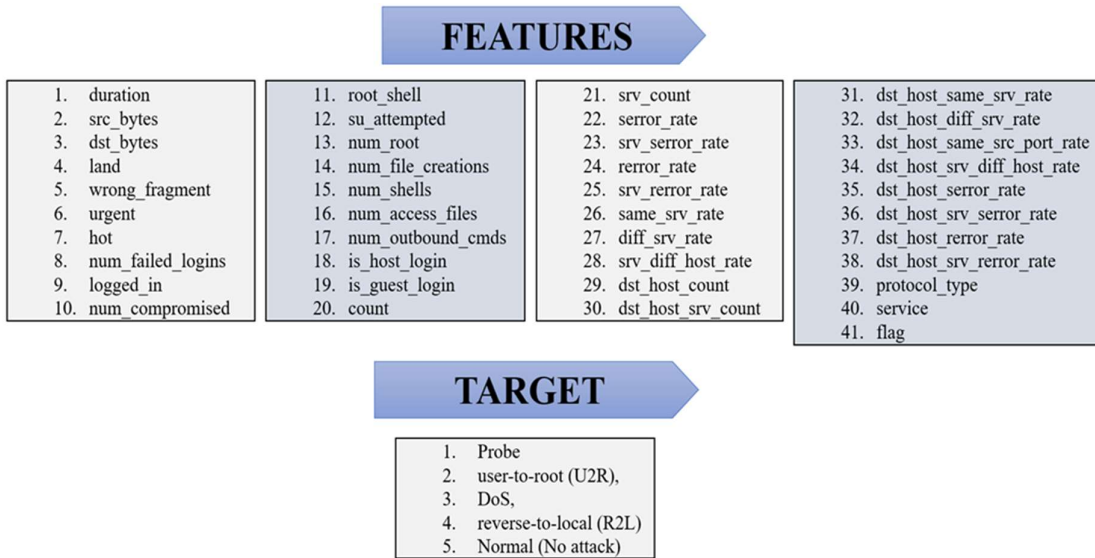 FEATURES
1. duration
2. src_bytes
3. dst_bytes
4. land
5. wrong_fragment
6. urgent
7. hot
8. num_failed_logins
9. logged_in
10. num_compromised
11. root_shell
12. su_attempted
13. num_root
14. num_file_creations
15. num_shells
16. num_access_files
17. num_outbound_cmds
18. is_host_login
19. is_guest_login
20. count
21. srv_count
22. serror_rate
23. srv_serror_rate
24. rerror_rate
25. srv_rerror_rate
26. same_srv_rate
27. diff_srv_rate
28. srv_diff_host_rate
29. dst_host_count
30. dst_host_srv_count
31. dst_host_same_srv_rate
32. dst_host_diff_srv_rate
33. dst_host_same_src_port_rate
34. dst_host_srv_diff_host_rate
35. dst_host_serror_rate
36. dst_host_srv_serror_rate
37. dst_host_rerror_rate
38. dst_host_srv_rerror_rate
39. protocol_type
40. service
41. flag
TARGET
1. Probe
2. user-to-root (U2R),
3. DoS,
4. reverse-to-local (R2L)
5. Normal (No attack)